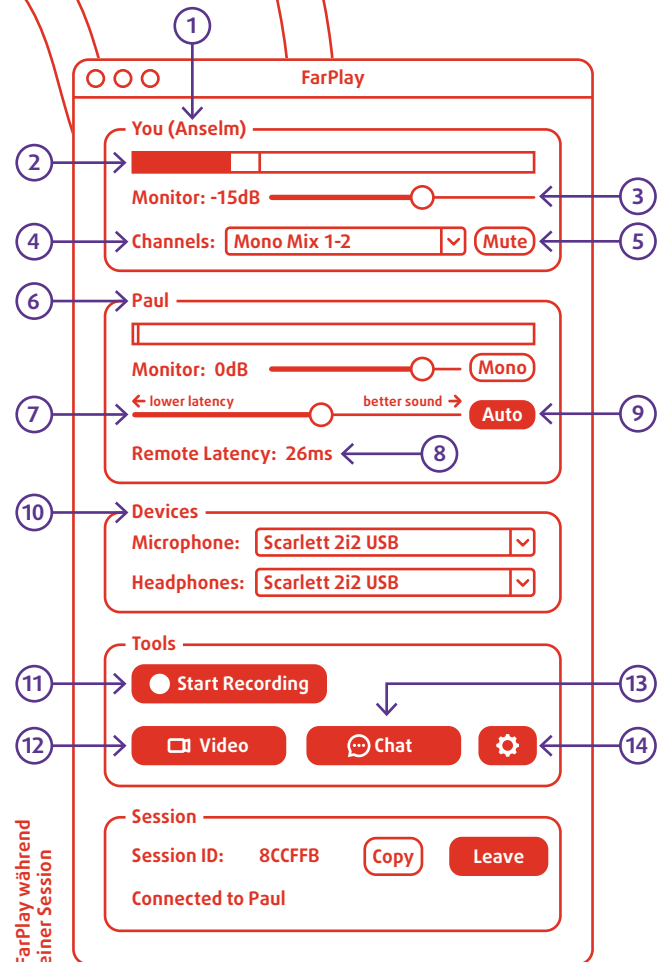 1
FarPlay
You (Anselm)
2
Monitor: -15dB
3
4
Channels: Mono Mix 1-2 Mute
5
6
Paul
Monitor: 0dB Mono
← lower latency better sound →
7
Auto
9
Remote Latency: 26ms
8
10
Devices
Microphone: Scarlett 2i2 USB
Headphones: Scarlett 2i2 USB
Tools
11
Start Recording
13
12
Video
Chat
14
Session
Session ID: 8CCFFB Copy Leave
Connected to Paul
FarPlay während
einer Session